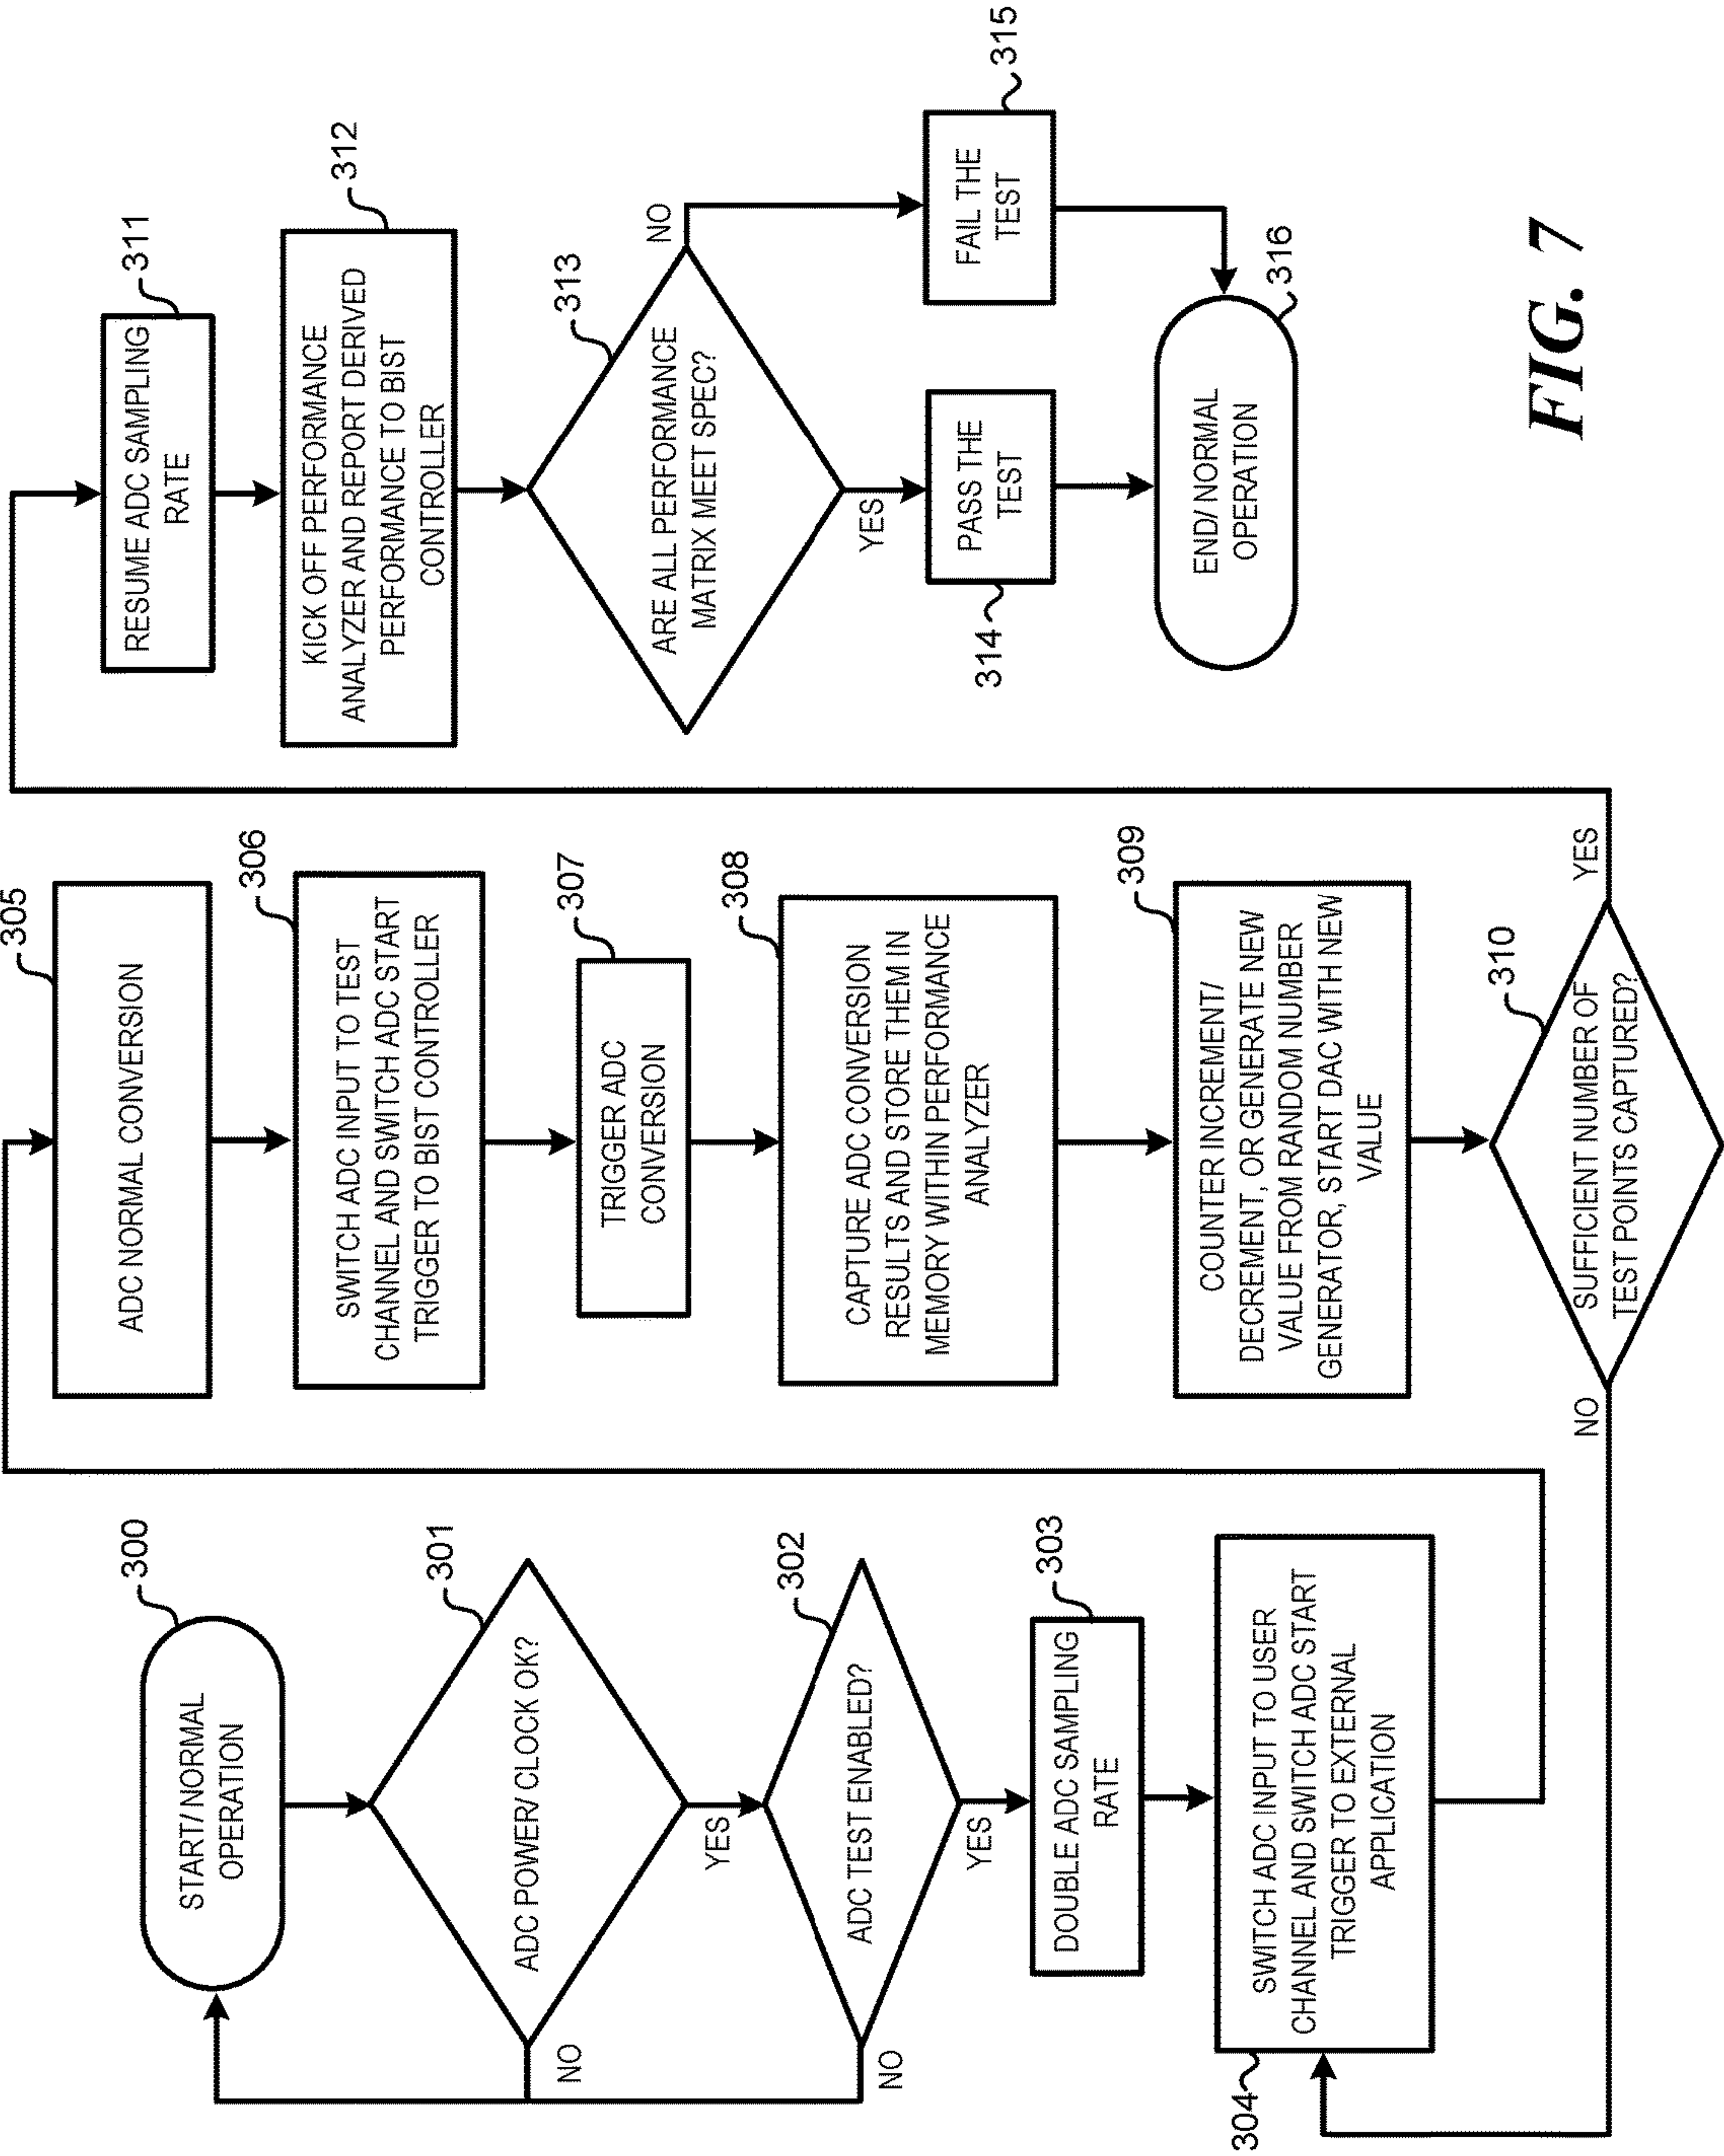 300
START/ NORMAL
OPERATION
301
ADC POWER/ CLOCK OK?
NO
YES
302
ADC TEST ENABLED?
NO
YES
303
DOUBLE ADC SAMPLING
RATE
304
SWITCH ADC INPUT TO USER
CHANNEL AND SWITCH ADC START
TRIGGER TO EXTERNAL
APPLICATION
305
ADC NORMAL CONVERSION
306
SWITCH ADC INPUT TO TEST
CHANNEL AND SWITCH ADC START
TRIGGER TO BIST CONTROLLER
307
TRIGGER ADC
CONVERSION
308
CAPTURE ADC CONVERSION
RESULTS AND STORE THEM IN
MEMORY WITHIN PERFORMANCE
ANALYZER
309
COUNTER INCREMENT/
DECREMENT, OR GENERATE NEW
VALUE FROM RANDOM NUMBER
GENERATOR, START DAC WITH NEW
VALUE
310
SUFFICIENT NUMBER OF
TEST POINTS CAPTURED?
NO
YES
311
RESUME ADC SAMPLING
RATE
312
KICK OFF PERFORMANCE
ANALYZER AND REPORT DERIVED
PERFORMANCE TO BIST
CONTROLLER
313
ARE ALL PERFORMANCE
MATRIX MEET SPEC?
NO
YES
314
PASS THE
TEST
315
FAIL THE
TEST
316
END/ NORMAL
OPERATION
FIG. 7